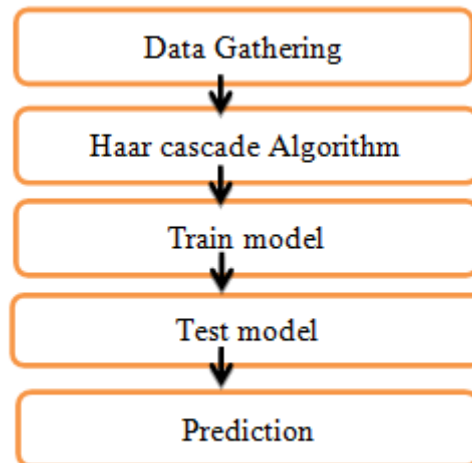 Data Gathering
Haar cascade Algorithm
Train model
Test model
Prediction